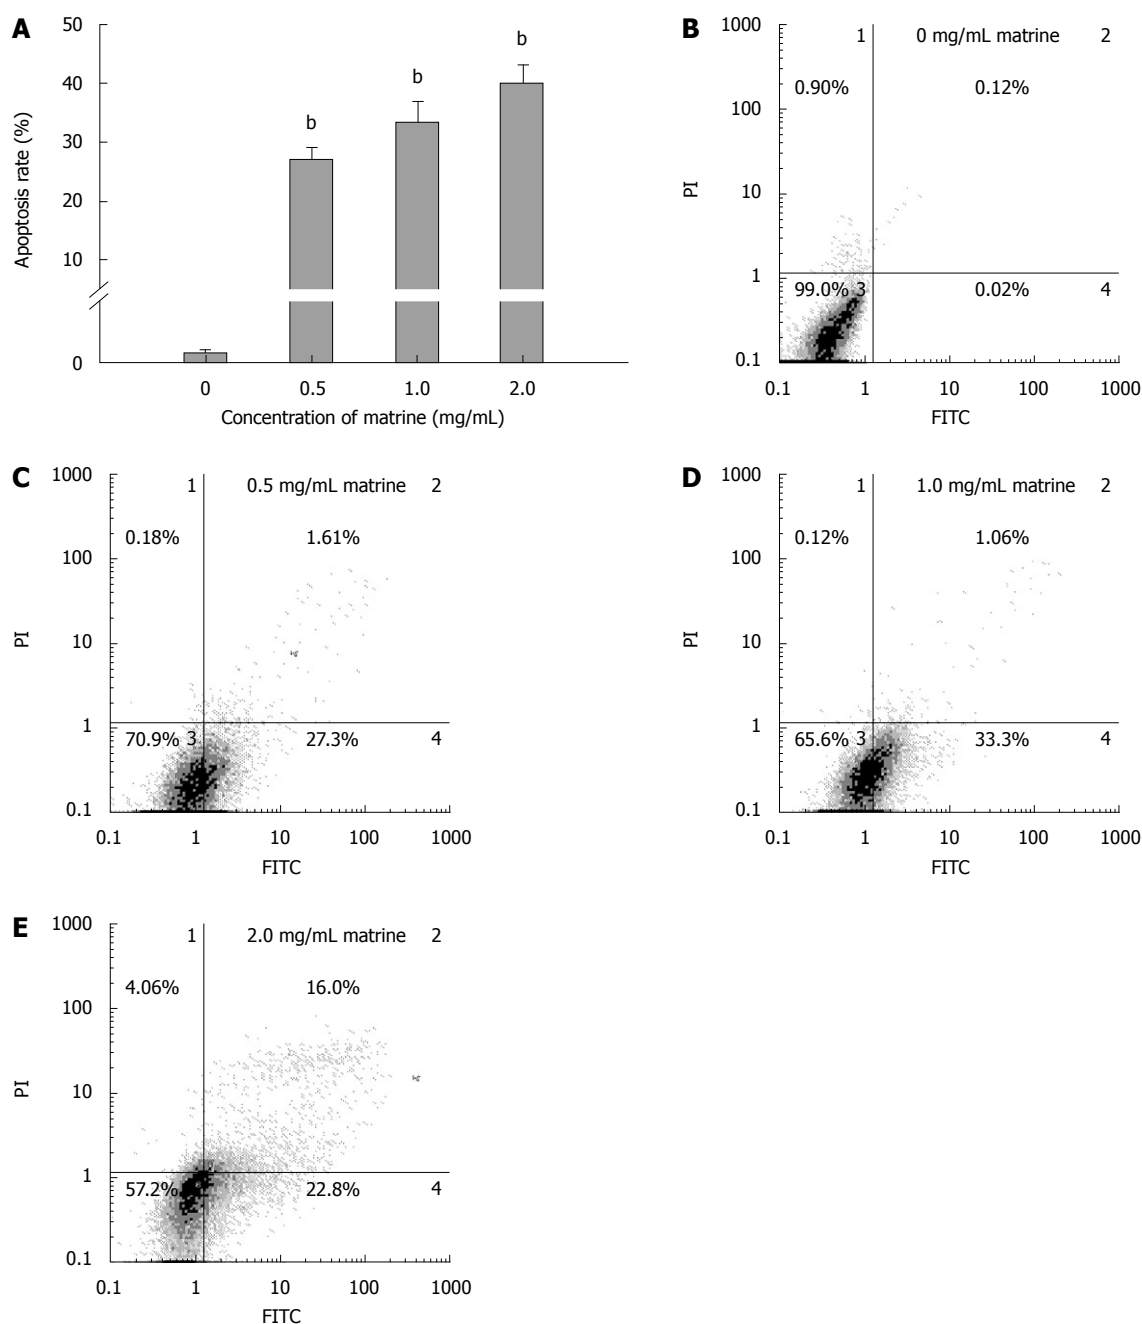 A
50
40
30
20
10
0
Apoptosis rate (%)
b
b
b
0 0.5 1.0 2.0
Concentration of matrine (mg/mL)
B
1 0 mg/mL matrine 2
0.90% 0.12%
99.0% 3 0.02% 4
1000
100
10
1
0.1
PI
0.1 1 10 100 1000
FITC
C
1 0.5 mg/mL matrine 2
0.18% 1.61%
70.9% 3 27.3% 4
1000
100
10
1
0.1
PI
0.1 1 10 100 1000
FITC
D
1 1.0 mg/mL matrine 2
0.12% 1.06%
65.6% 3 33.3% 4
1000
100
10
1
0.1
PI
0.1 1 10 100 1000
FITC
E
1 2.0 mg/mL matrine 2
4.06% 16.0%
57.2% 22.8% 4
1000
100
10
1
0.1
PI
0.1 1 10 100 1000
FITC